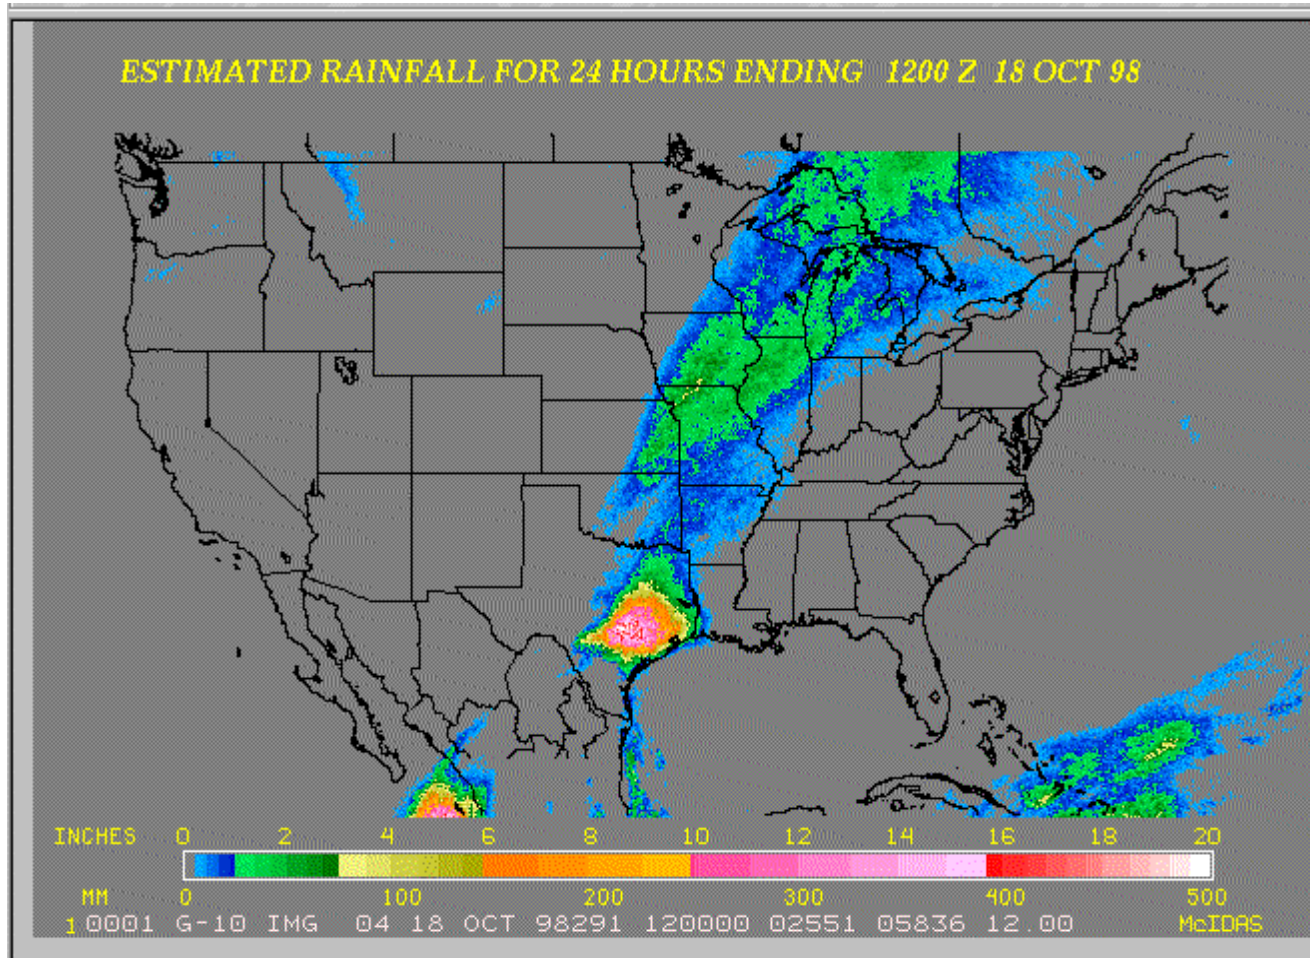 ESTIMATED RAINFALL FOR 24 HOURS ENDING 1200 Z 18 OCT 98
INCHES 0 2 4 6 8 10 12 14 16 18 20
MM 0 100 200 300 400 500
1 0001 G-10 IMG 04 18 OCT 98291 120000 02551 05836 12.00 McIDAS